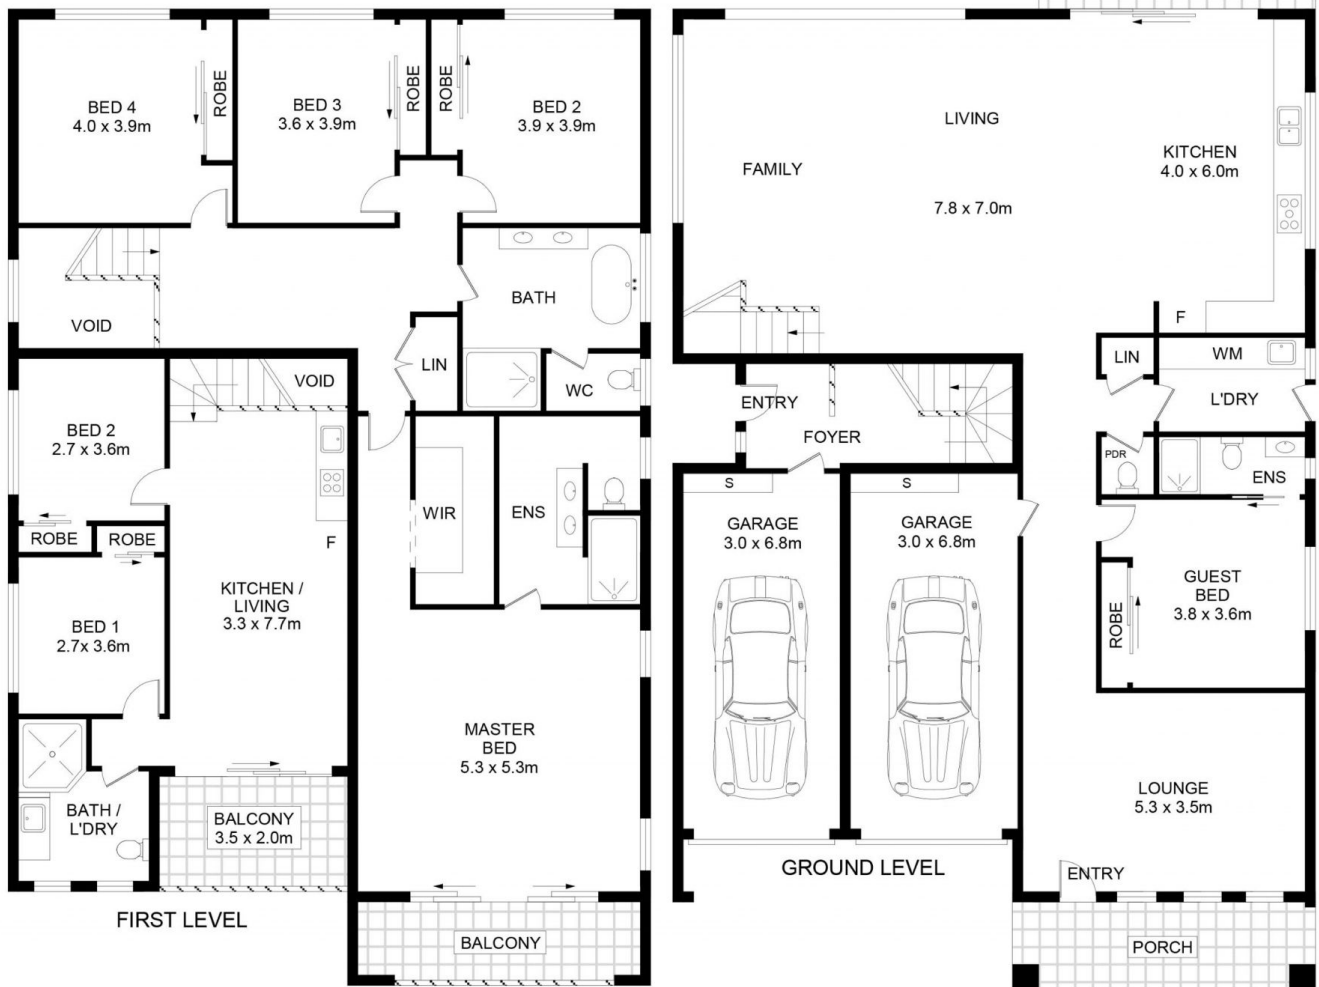 BED 4
4.0 x 3.9m
ROBE
BED 3
3.6 x 3.9m
ROBE
ROBE
BED 2
3.9 x 3.9m
VOID
BATH
LIN
WC
VOID
BED 2
2.7 x 3.6m
ROBE
ROBE
F
WIR
ENS
KITCHEN /
LIVING
3.3 x 7.7m
BED 1
2.7x 3.6m
MASTER
BED
5.3 x 5.3m
BATH /
L'DRY
BALCONY
3.5 x 2.0m
BALCONY
FIRST LEVEL
LIVING
FAMILY
KITCHEN
4.0 x 6.0m
7.8 x 7.0m
F
LIN
WM
L'DRY
ENTRY
FOYER
PDR
ENS
S
S
GARAGE
3.0 x 6.8m
GARAGE
3.0 x 6.8m
GUEST
BED
3.8 x 3.6m
ROBE
LOUNGE
5.3 x 3.5m
ENTRY
GROUND LEVEL
PORCH